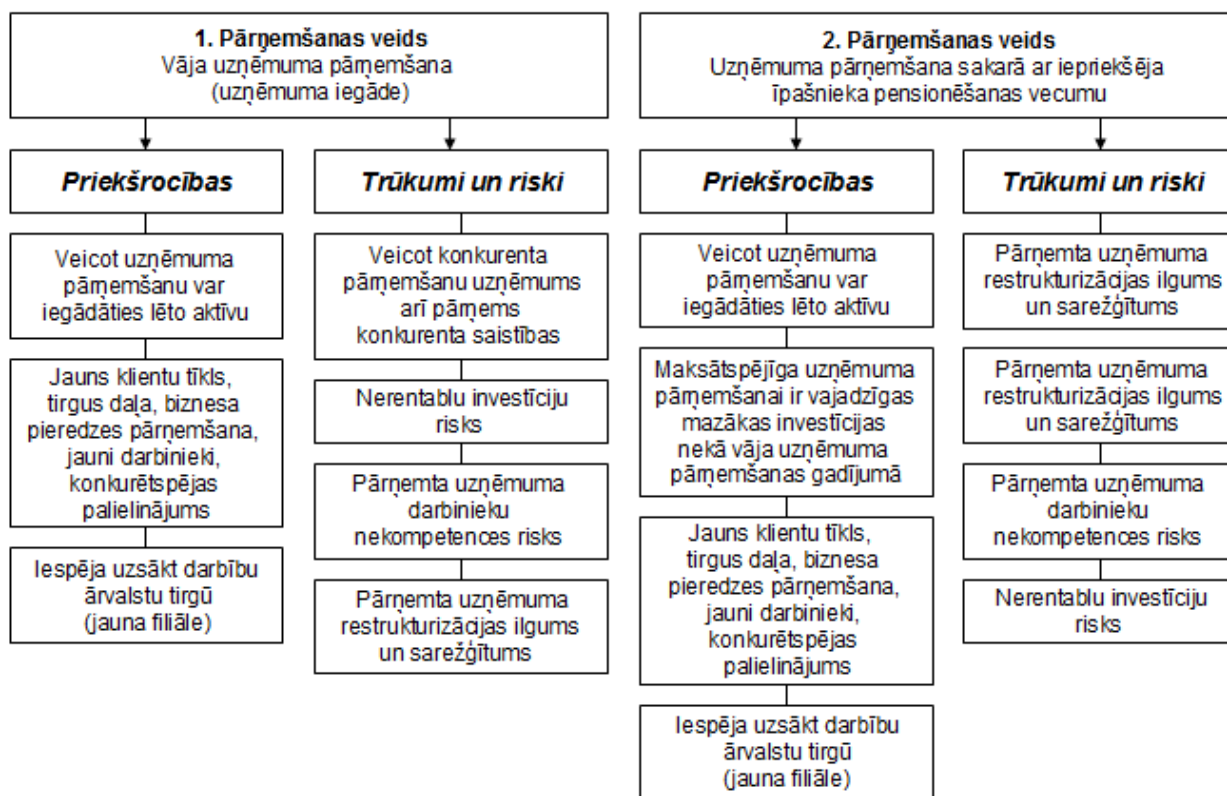 1. Pārņemšanas veids
Vāja uzņēmuma pārņemšana
(uzņēmuma iegāde)
Priekšrocības
Veicot uzņēmuma
pārņemšanu var
iegādāties lēto aktīvu
Jauns klientu tīkls,
tirgus daļa, biznesa
pieredzes pārņemšana,
jauni darbinieki,
konkurētspējas
palielinājums
Iespēja uzsākt darbību
ārvalstu tirgū
(jauna filiāle)
Trūkumi un riski
Veicot konkurenta
pārņemšanu uzņēmums
arī pārņems
konkurenta saistības
Nerentablu investīciju
risks
Pārņemta uzņēmuma
darbinieku
nekompetences risks
Pārņemta uzņēmuma
restrukturizācijas ilgums
un sarežģītums
2. Pārņemšanas veids
Uzņēmuma pārņemšana sakarā ar iepriekšēja
īpašnieka pensionēšanas vecumu
Priekšrocības
Veicot uzņēmuma
pārņemšanu var
iegādāties lēto aktīvu
Maksātspējīga uzņēmuma
pārņemšanai ir vajadzīgas
mazākas investīcijas
nekā vāja uzņēmuma
pārņemšanas gadījumā
Jauns klientu tīkls,
tirgus daļa, biznesa
pieredzes pārņemšana,
jauni darbinieki,
konkurētspējas
palielinājums
Iespēja uzsākt darbību
ārvalstu tirgū
(jauna filiāle)
Trūkumi un riski
Pārņemta uzņēmuma
restrukturizācijas ilgums
un sarežģītums
Pārņemta uzņēmuma
restrukturizācijas ilgums
un sarežģītums
Pārņemta uzņēmuma
darbinieku
nekompetences risks
Nerentablu investīciju
risks